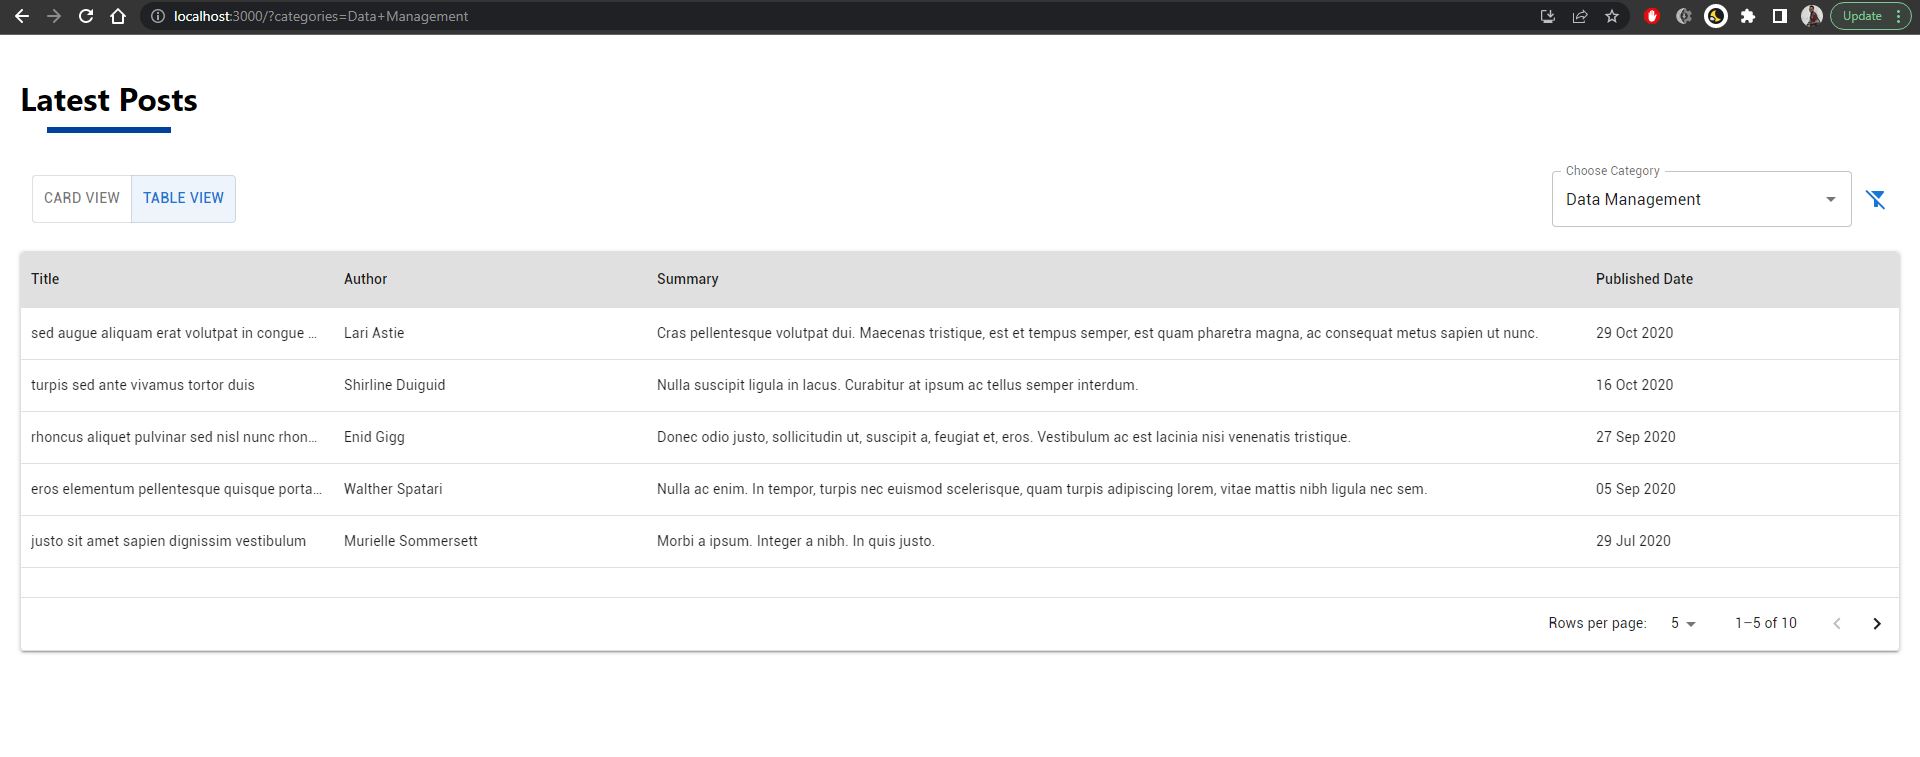 localhost:3000/?categories=Data+Management
Update
Latest Posts
CARD VIEW TABLE VIEW
Choose Category
Data Management
Title Author Summary Published Date
sed augue aliquam erat volutpat in congue ... Lari Astie Cras pellentesque volutpat dui. Maecenas tristique, est et tempus semper, est quam pharetra magna, ac consequat metus sapien ut nunc. 29 Oct 2020
turpis sed ante vivamus tortor duis Shirline Duiguid Nulla suscipit ligula in lacus. Curabitur at ipsum ac tellus semper interdum. 16 Oct 2020
rhoncus aliquet pulvinar sed nisl nunc rhon... Enid Gigg Donec odio justo, sollicitudin ut, suscipit a, feugiat et, eros. Vestibulum ac est lacinia nisi venenatis tristique. 27 Sep 2020
eros elementum pellentesque quisque porta... Walther Spatari Nulla ac enim. In tempor, turpis nec euismod scelerisque, quam turpis adipiscing lorem, vitae mattis nibh ligula nec sem. 05 Sep 2020
justo sit amet sapien dignissim vestibulum Murielle Sommersett Morbi a ipsum. Integer a nibh. In quis justo. 29 Jul 2020
Rows per page: 5 1–5 of 10